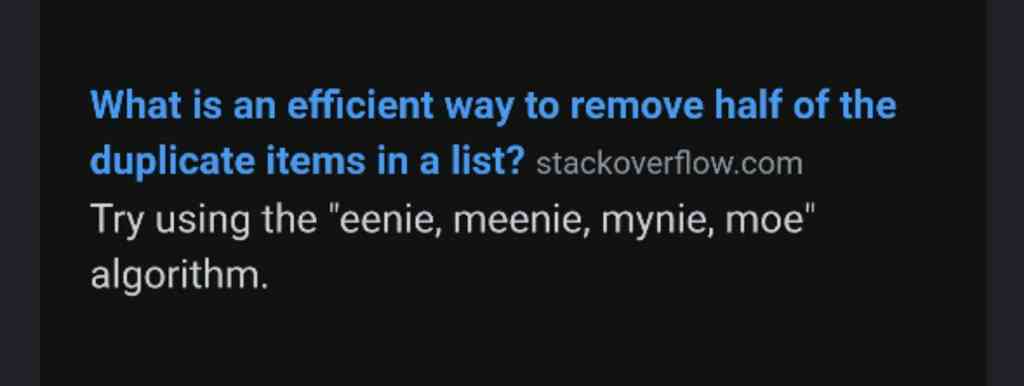 What is an efficient way to remove half of the
duplicate items in a list? stackoverflow.com
Try using the "eenie, meenie, mynie, moe"
algorithm.